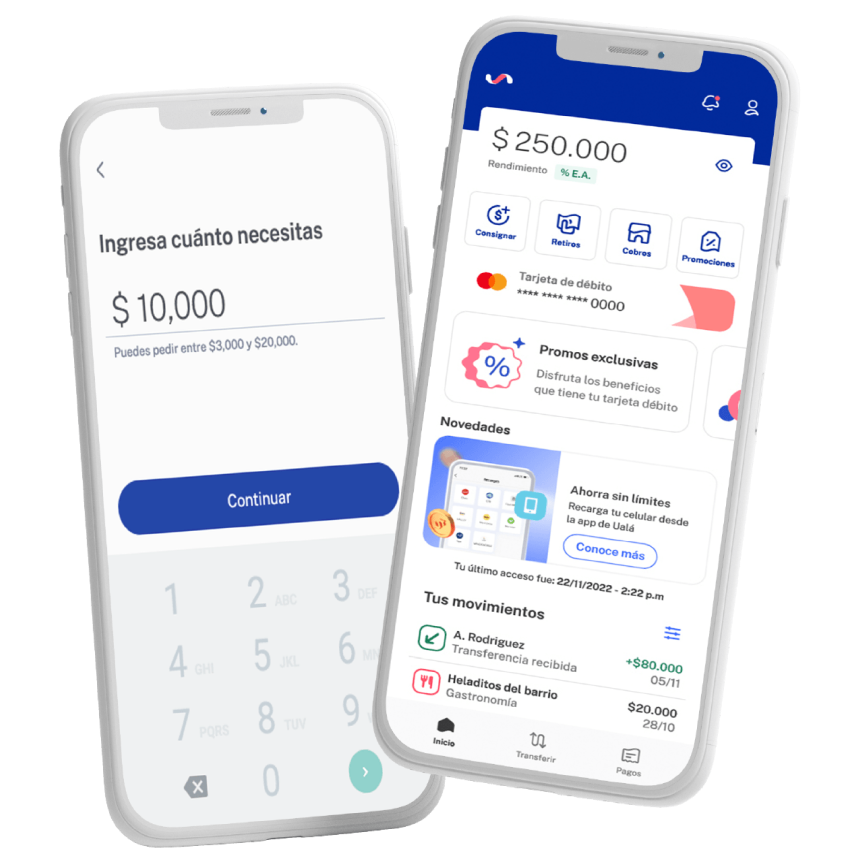 Ingresa cuánto necesitas
$ 10,000
Puedes pedir entre $3,000 y $20,000.
Continuar
1
2 ABC
3 DEF
4 GHI
5 JKL
6 MN
7 PQRS
8 TUV
9
0
$ 250.000
Rendimiento % E.A.
Consignar
Retiros
Cobros
Promociones
Tarjeta de débito
**** **** **** 0000
%
Promos exclusivas
Disfruta los beneficios
que tiene tu tarjeta débito
Novedades
Ahorra sin límites
Recarga tu celular desde
la app de Ualá
Conoce más
Tu último acceso fue: 22/11/2022 - 2:22 p.m
Tus movimientos
A. Rodriguez
Transferencia recibida
+$80.000
05/11
Heladitos del barrio
Gastronomía
$20.000
28/10
Inicio
Transferir
Pagos